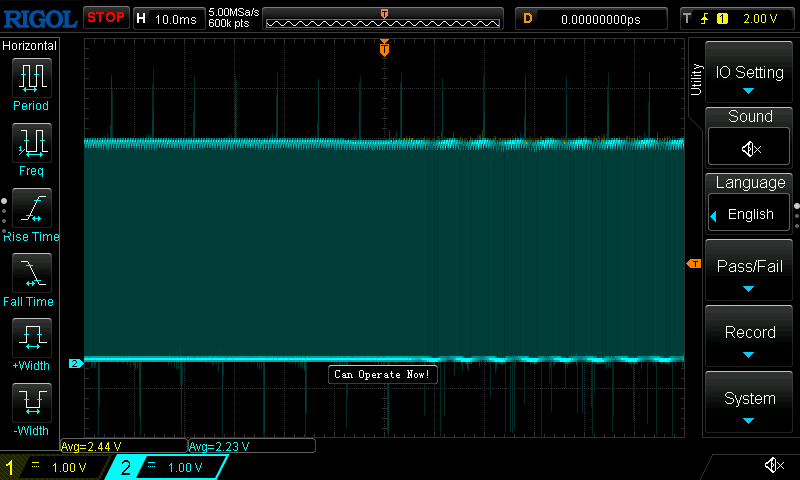 RIGOL STOP H 10.0ms 5.00MSa/s 600k pts T D 0.00000000ps T 1 2.00 V
Horizontal
Period
Freq
Rise Time
Fall Time
+Width
-Width
T
T
2
Can Operate Now!
Avg=2.44 V Avg=2.23 V
1 1.00 V 2 1.00 V
Utility
IO Setting
Sound
Language
English
Pass/Fail
Record
System